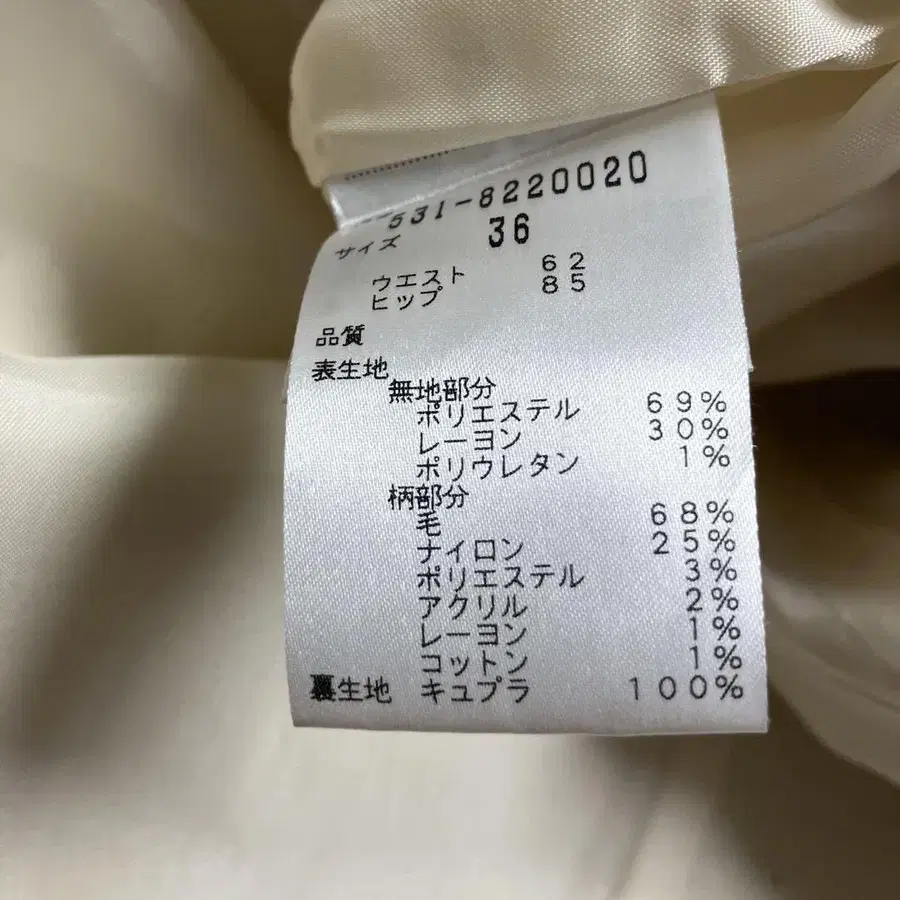 531-8220020
サイズ 36
ウエスト 62
ヒップ 85
品質
表生地
無地部分
ポリエステル 69%
レーヨン 30%
ポリウレタン 1%
柄部分
毛 68%
ナイロン 25%
ポリエステル 3%
アクリル 2%
レーヨン 1%
コットン 1%
裏生地 キュプラ 100%